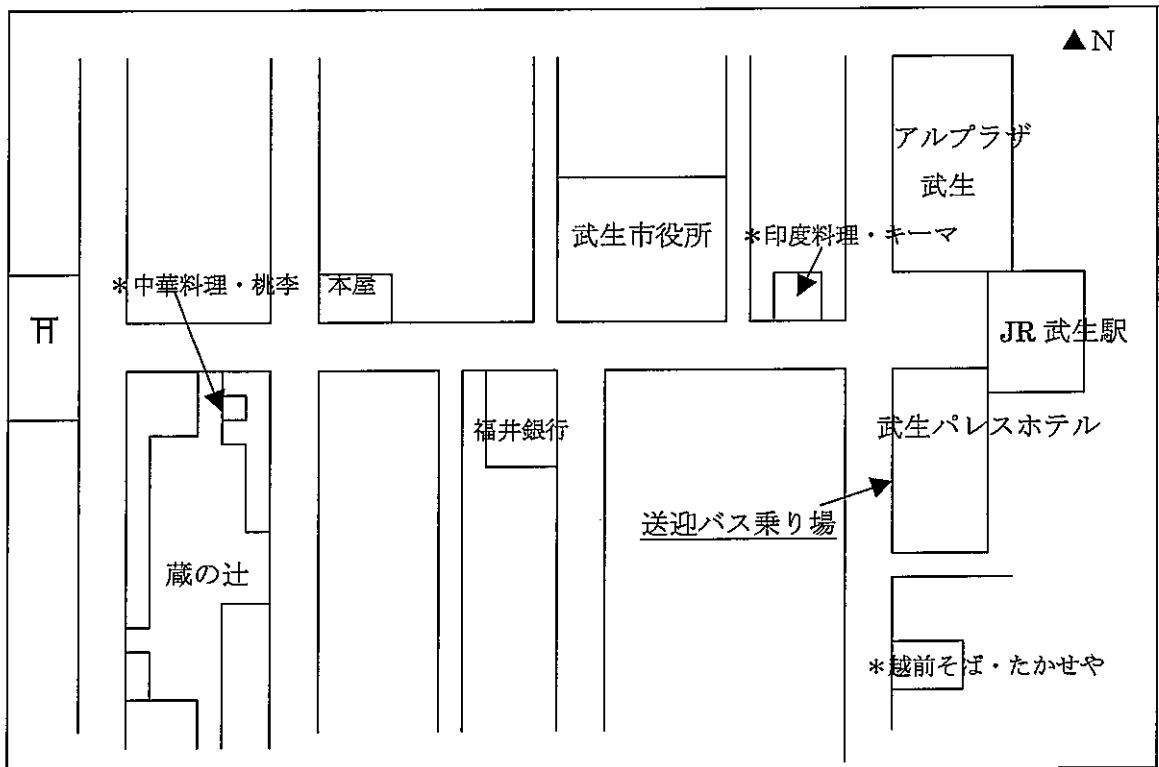 ▲N
アルプラザ
武生
武生市役所
*印度料理・キーマ
*中華料理・桃李
本屋
JR 武生駅
福井銀行
武生パレスホテル
送迎バス乗り場
蔵の辻
*越前そば・たかせや